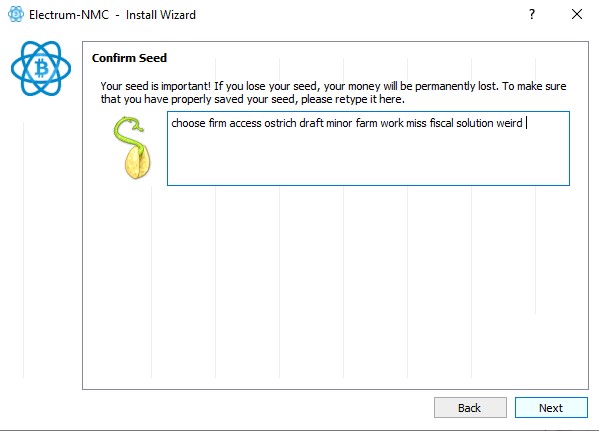 Electrum-NMC - Install Wizard
?
Confirm Seed
Your seed is important! If you lose your seed, your money will be permanently lost. To make sure
that you have properly saved your seed, please retype it here.
choose firm access ostrich draft minor farm work miss fiscal solution weird
Back
Next